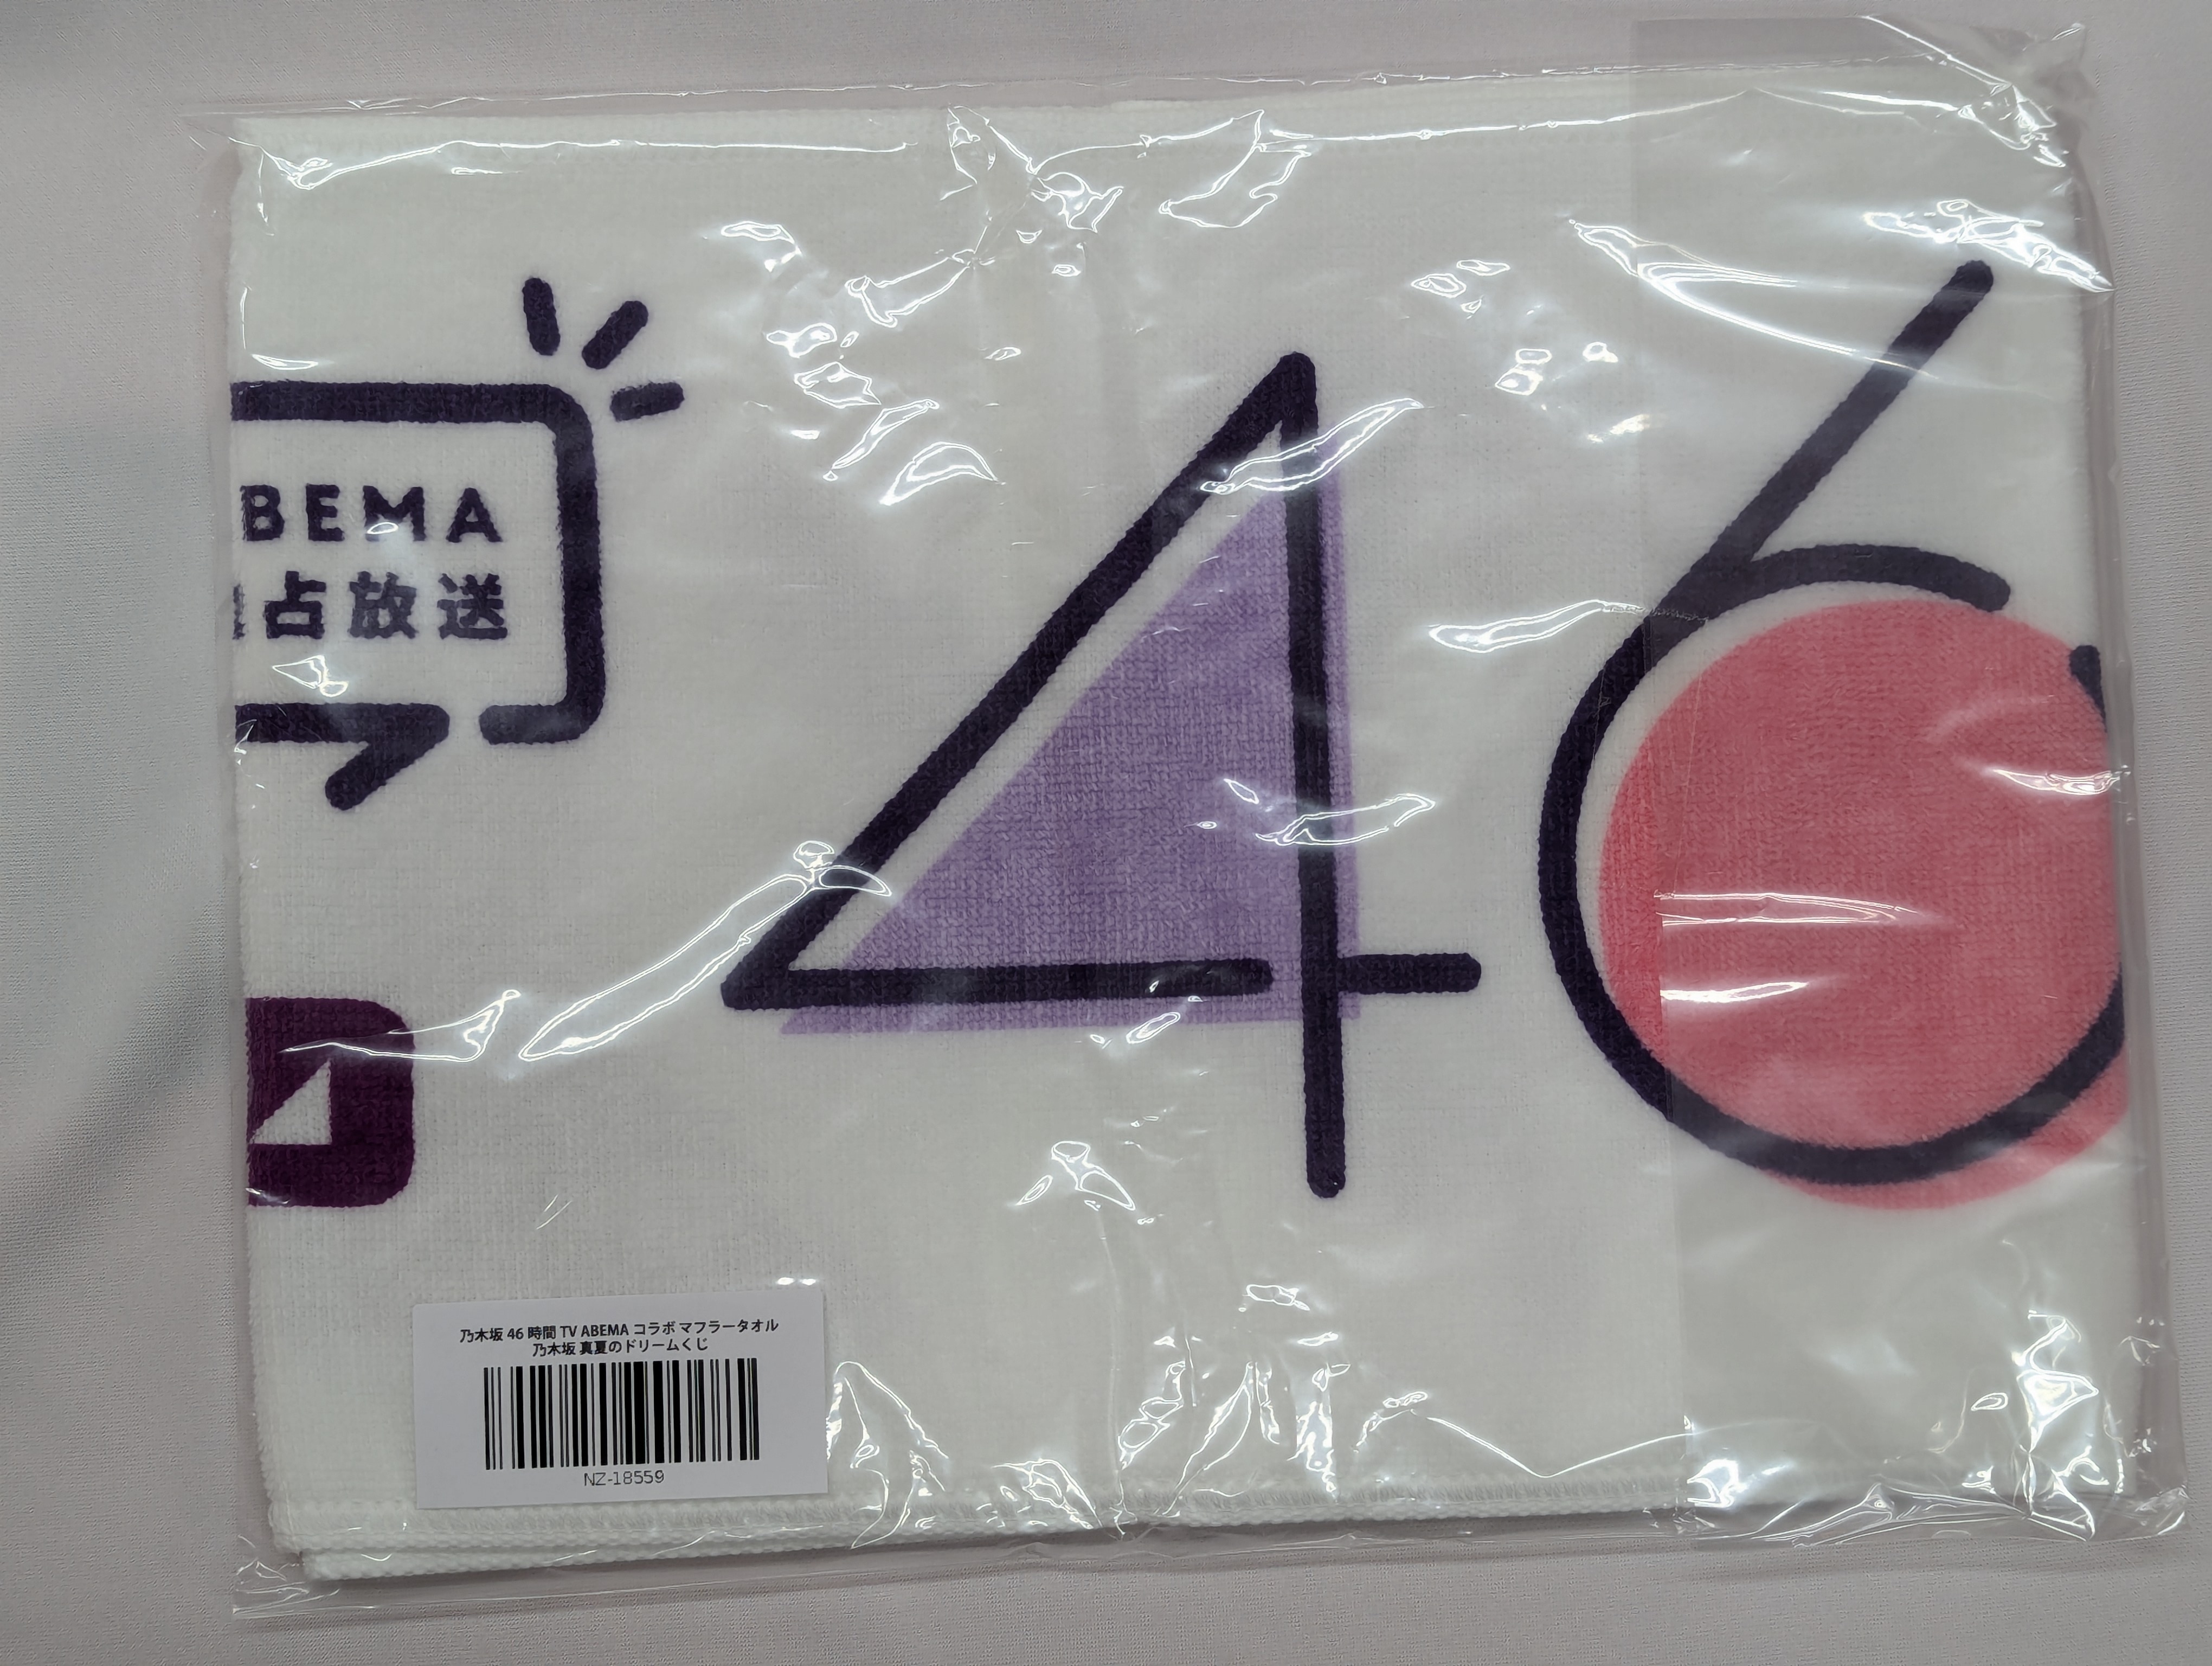 BEMA
占放送
46
乃木坂 46 時間 TV ABEMA コラボ マフラータオル
乃木坂 真夏のドリームくじ
NZ-18559